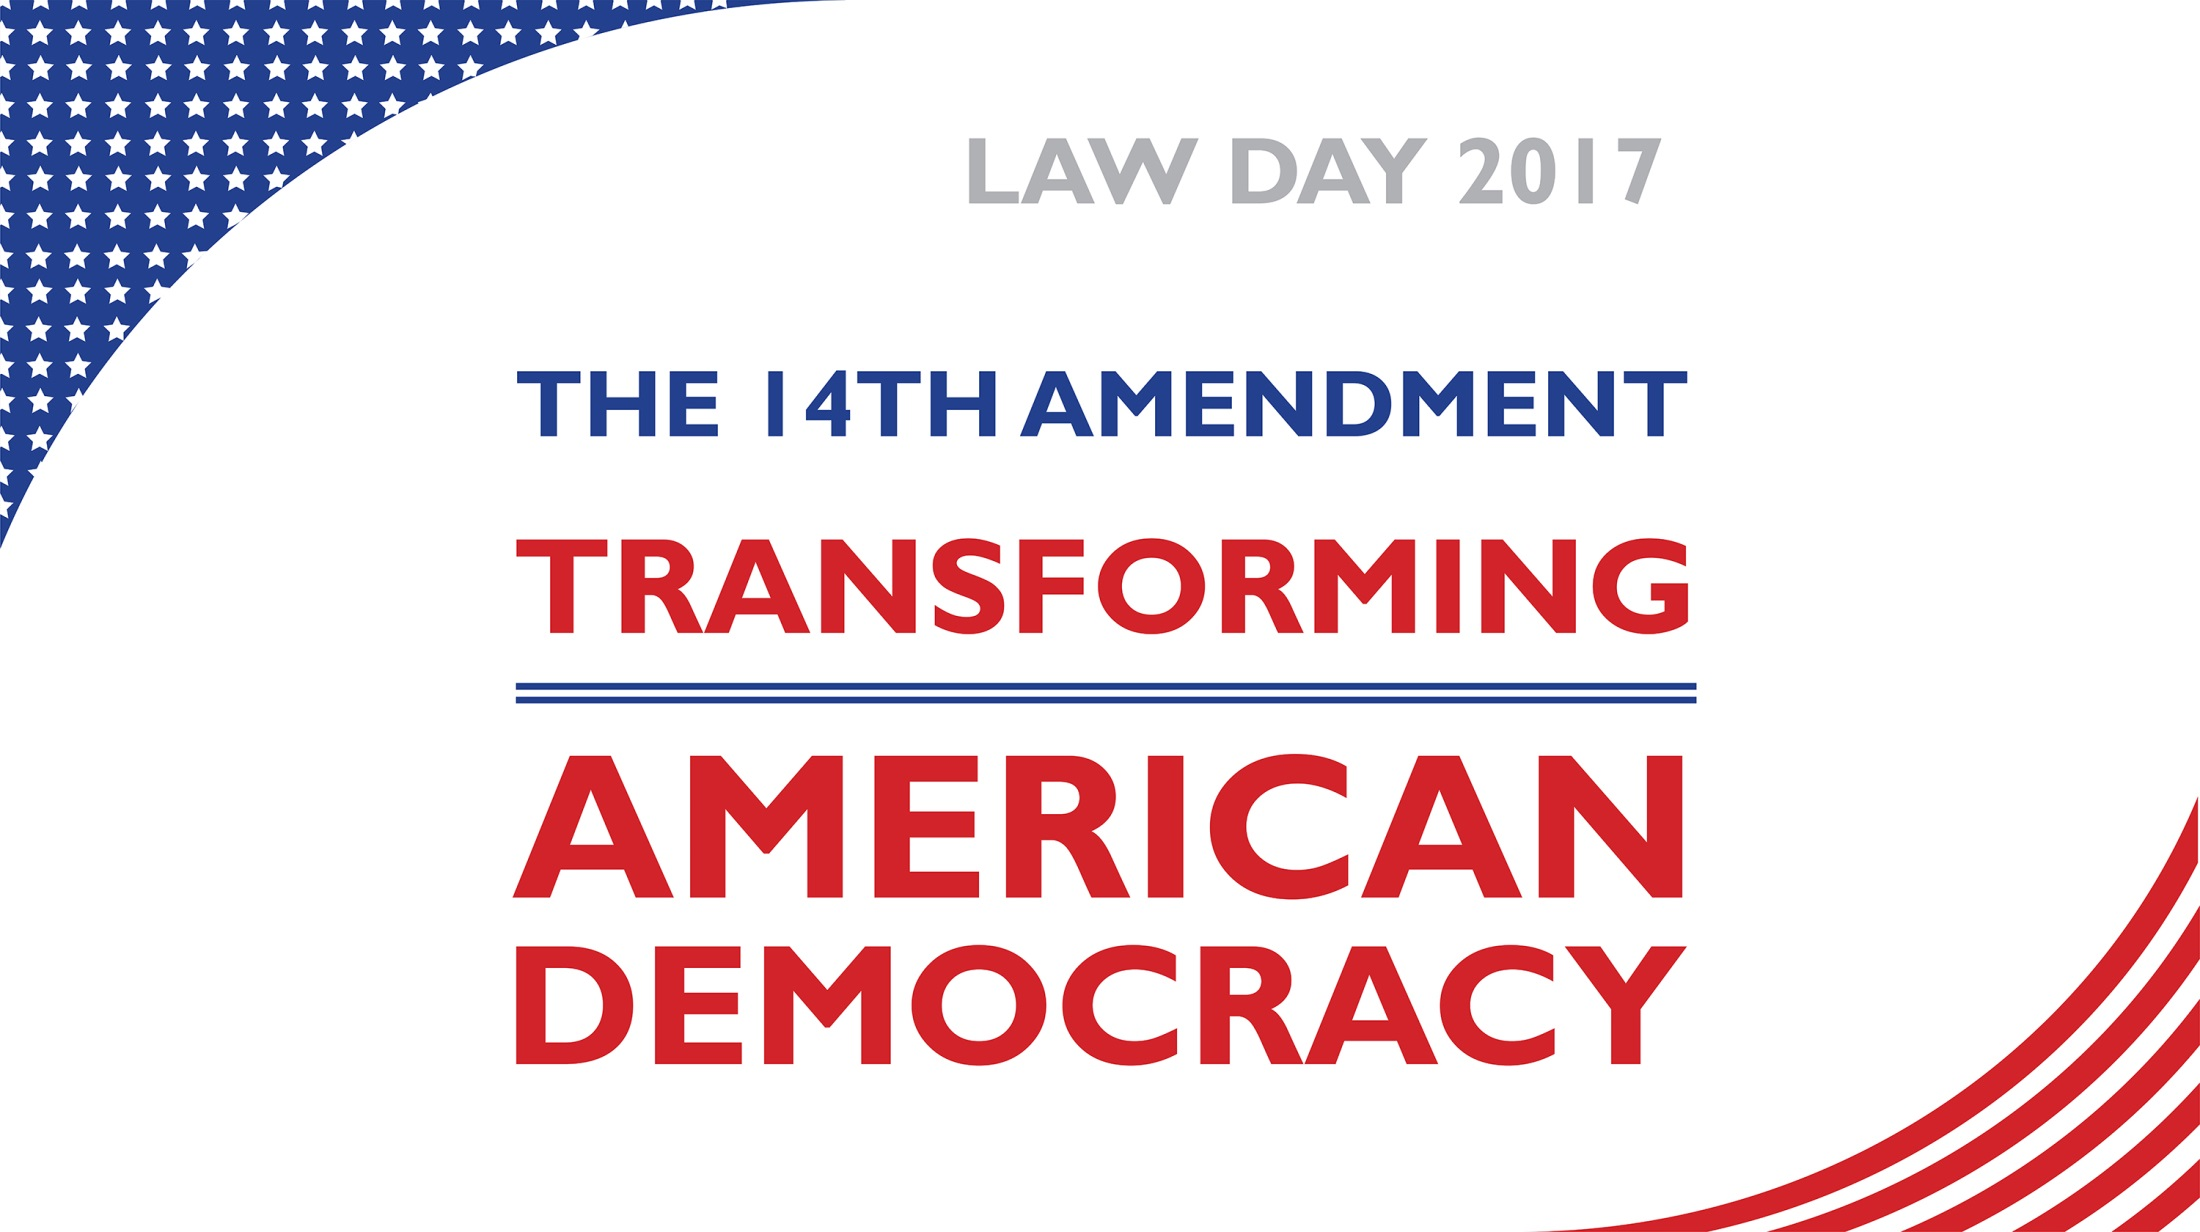 LAW DAY 2017
THE 14TH AMENDMENT
TRANSFORMING
AMERICAN
DEMOCRACY